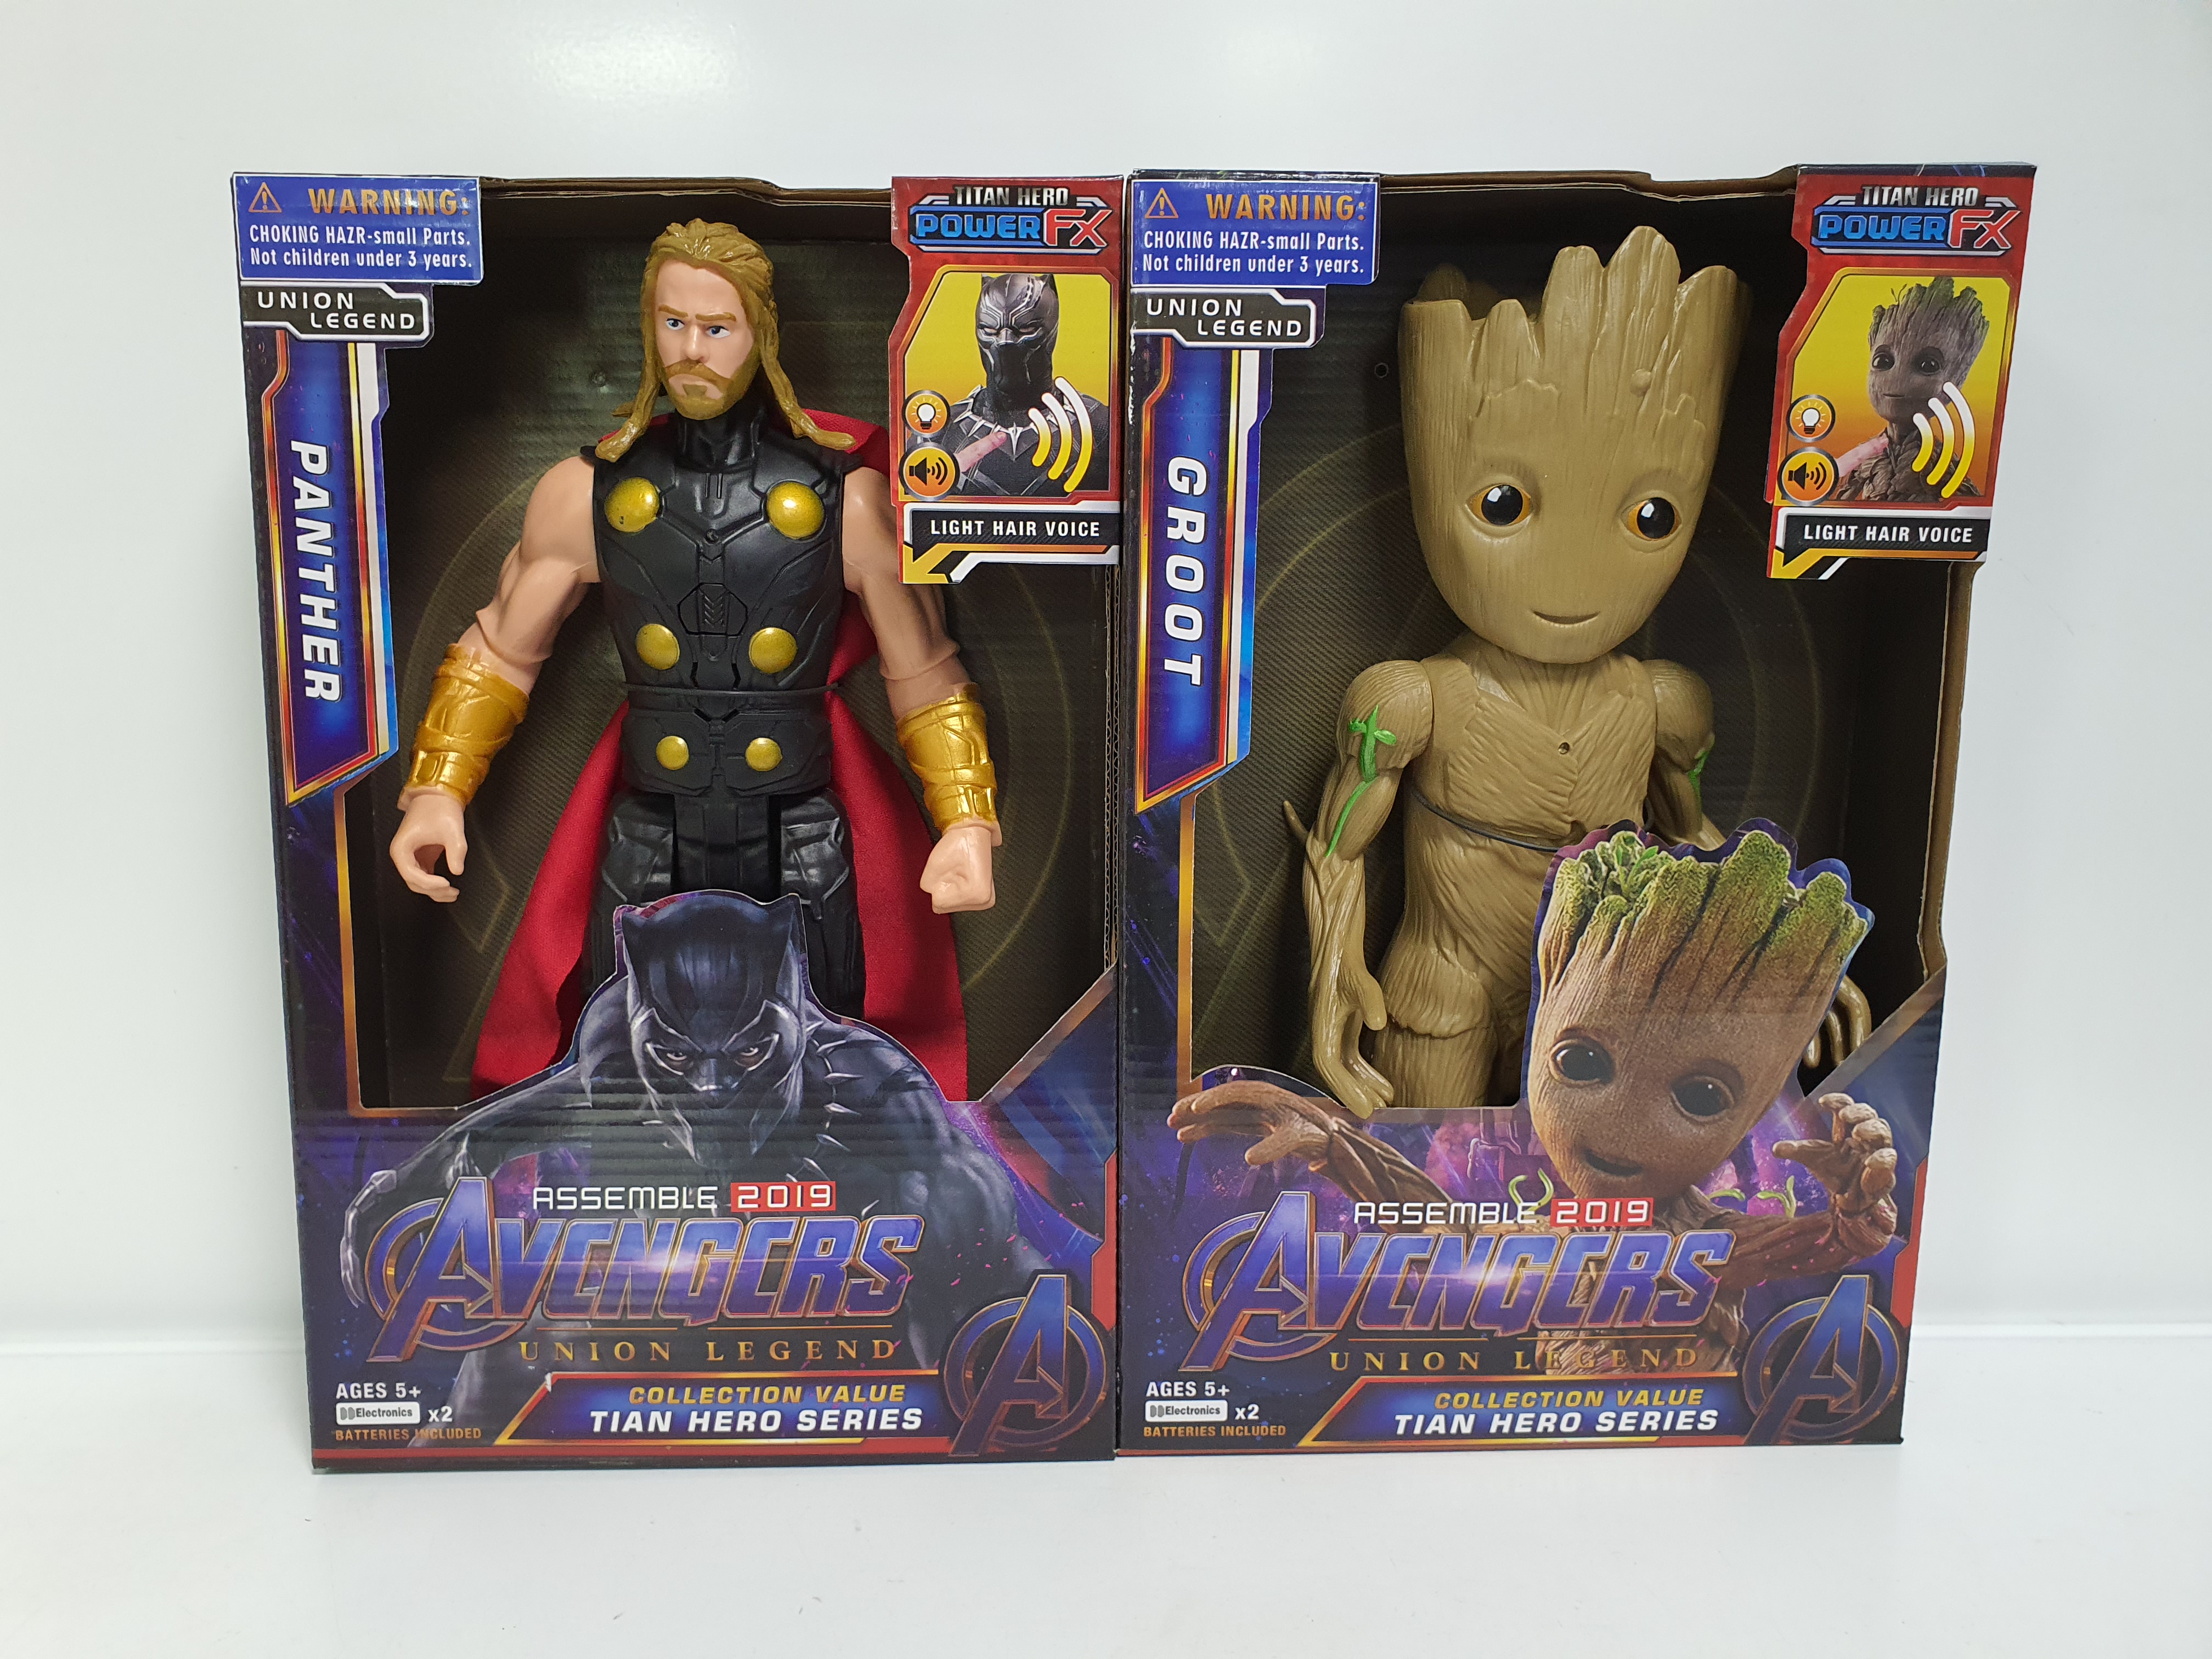 WARNING:
CHOKING HAZR-small Parts.
Not children under 3 years.
UNION
LEGEND
PANTHER
TITAN HERO
POWER FX
LIGHT HAIR VOICE
ASSEMBLE 2019
AVENGERS
UNION LEGEND
COLLECTION VALUE
TIAN HERO SERIES
AGES 5+
Electronics x2
BATTERIES INCLUDED
WARNING:
CHOKING HAZR-small Parts.
Not children under 3 years.
UNION
LEGEND
GROOT
TITAN HERO
POWER FX
LIGHT HAIR VOICE
ASSEMBLE 2019
AVENGERS
UNION LEGEND
COLLECTION VALUE
TIAN HERO SERIES
AGES 5+
Electronics x2
BATTERIES INCLUDED